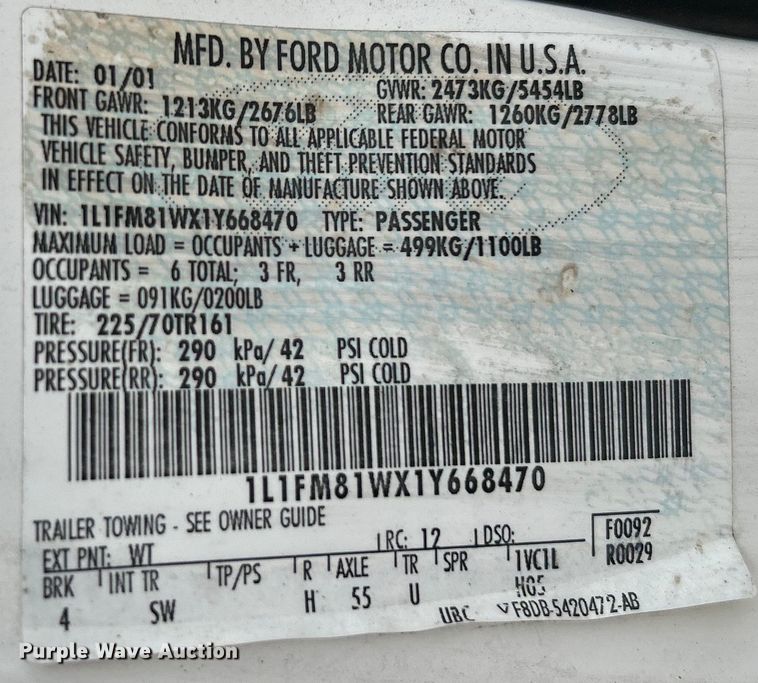 MFD. BY FORD MOTOR CO. IN U.S.A.
DATE: 01/01 GVWR: 2473KG/5454LB
FRONT GAWR: 1213KG/2676LB REAR GAWR: 1260KG/2778LB
THIS VEHICLE CONFORMS TO ALL APPLICABLE FEDERAL MOTOR
VEHICLE SAFETY, BUMPER, AND THEFT PREVENTION STANDARDS
IN EFFECT ON THE DATE OF MANUFACTURE SHOWN ABOVE.
VIN: 1L1FM81WX1Y668470 TYPE: PASSENGER
MAXIMUM LOAD = OCCUPANTS + LUGGAGE = 499KG/1100LB
OCCUPANTS = 6 TOTAL; 3 FR, 3 RR
LUGGAGE = 091KG/0200LB
TIRE: 225/70TR161
PRESSURE(FR): 290 kPa/ 42 PSI COLD
PRESSURE(RR): 290 kPa/ 42 PSI COLD
1L1FM81WX1Y668470
TRAILER TOWING - SEE OWNER GUIDE
EXT PNT: WT RC: 12 DSO: F0092
R0029
BRK INT TR TP/PS R AXLE TR SPR 1VC1L
4 SW H 55 U H05
UBC F8DB-5420472-AB
Purple Wave Auction